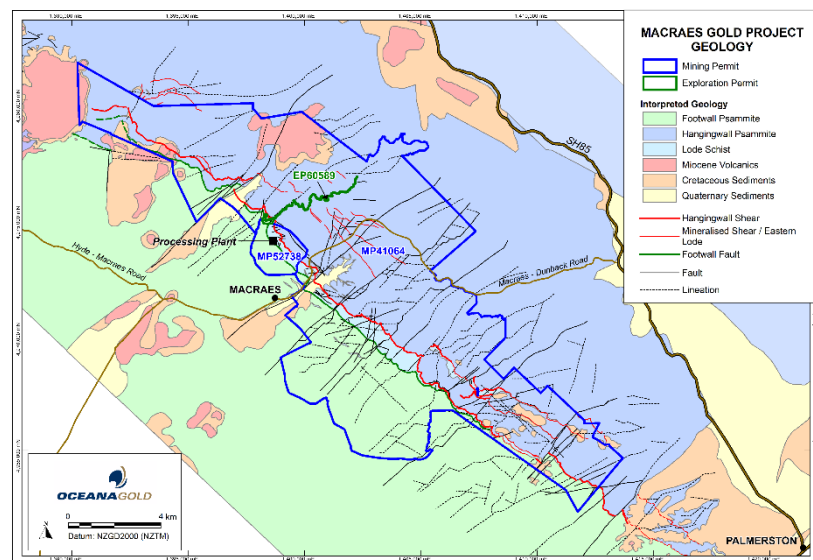 MACRAES GOLD PROJECT
GEOLOGY
Mining Permit
Exploration Permit
Interpreted Geology
Footwall Psammite
Hangingwall Psammite
Lode Schist
Miocene Volcanics
Cretaceous Sediments
Quaternary Sediments
Hangingwall Shear
Mineralised Shear / Eastern
Lode
Footwall Fault
Fault
Lineation
SH85
EP60589
Processing Plant
MP52738
MP41064
Hyde - Macraes Road
Macraes - Dunback Road
MACRAES
PALMERSTON
OCEANAGOLD
0 4 km
Datum: NZGD2000 (NZTM)